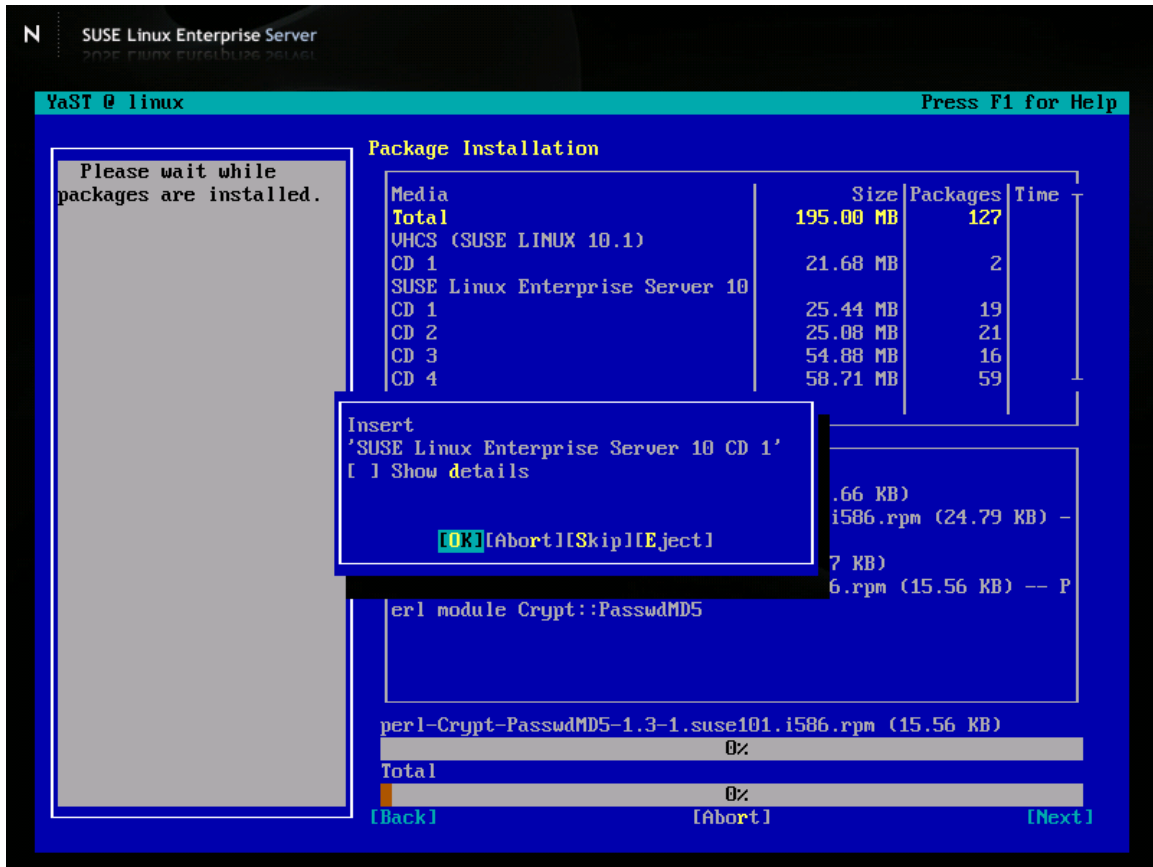 N SUSE Linux Enterprise Server
YaST @ linux Press F1 for Help
Please wait while
packages are installed.
Package Installation
Media Size Packages Time
Total 195.00 MB 127
VHCS (SUSE LINUX 10.1)
CD 1 21.68 MB 2
SUSE Linux Enterprise Server 10
CD 1 25.44 MB 19
CD 2 25.08 MB 21
CD 3 54.88 MB 16
CD 4 58.71 MB 59
Insert
'SUSE Linux Enterprise Server 10 CD 1'
[ ] Show details
[OK][Abort][Skip][Eject]
.66 KB)
i586.rpm (24.79 KB) -
7 KB)
6.rpm (15.56 KB) -- P
erl module Crypt::PasswdMD5
perl-Crypt-PasswdMD5-1.3-1.suse101.i586.rpm (15.56 KB)
0%
Total
0%
[Back] [Abort] [Next]